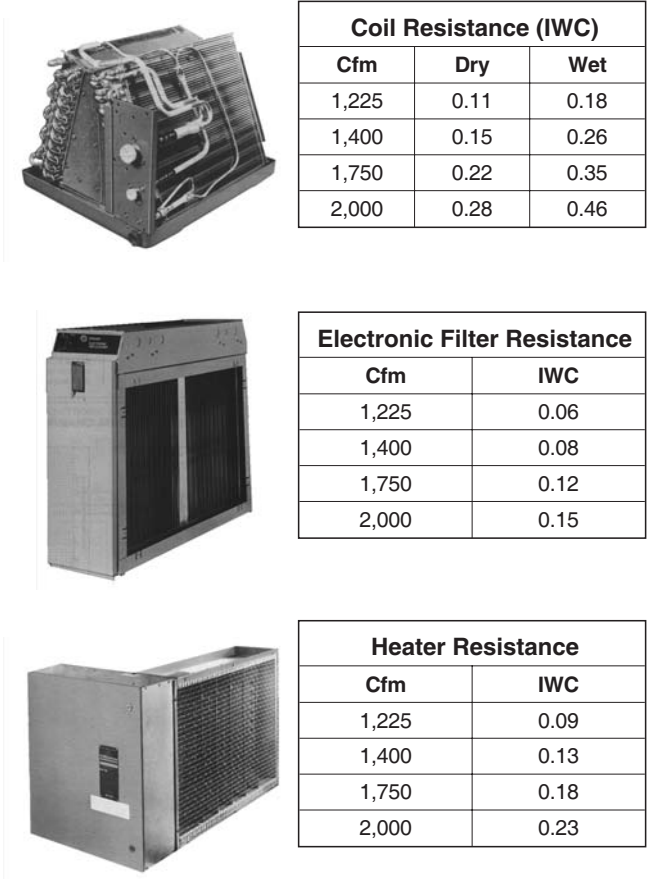 Coil Resistance (IWC)
Cfm Dry Wet
1,225 0.11 0.18
1,400 0.15 0.26
1,750 0.22 0.35
2,000 0.28 0.46
Electronic Filter Resistance
Cfm IWC
1,225 0.06
1,400 0.08
1,750 0.12
2,000 0.15
Heater Resistance
Cfm IWC
1,225 0.09
1,400 0.13
1,750 0.18
2,000 0.23